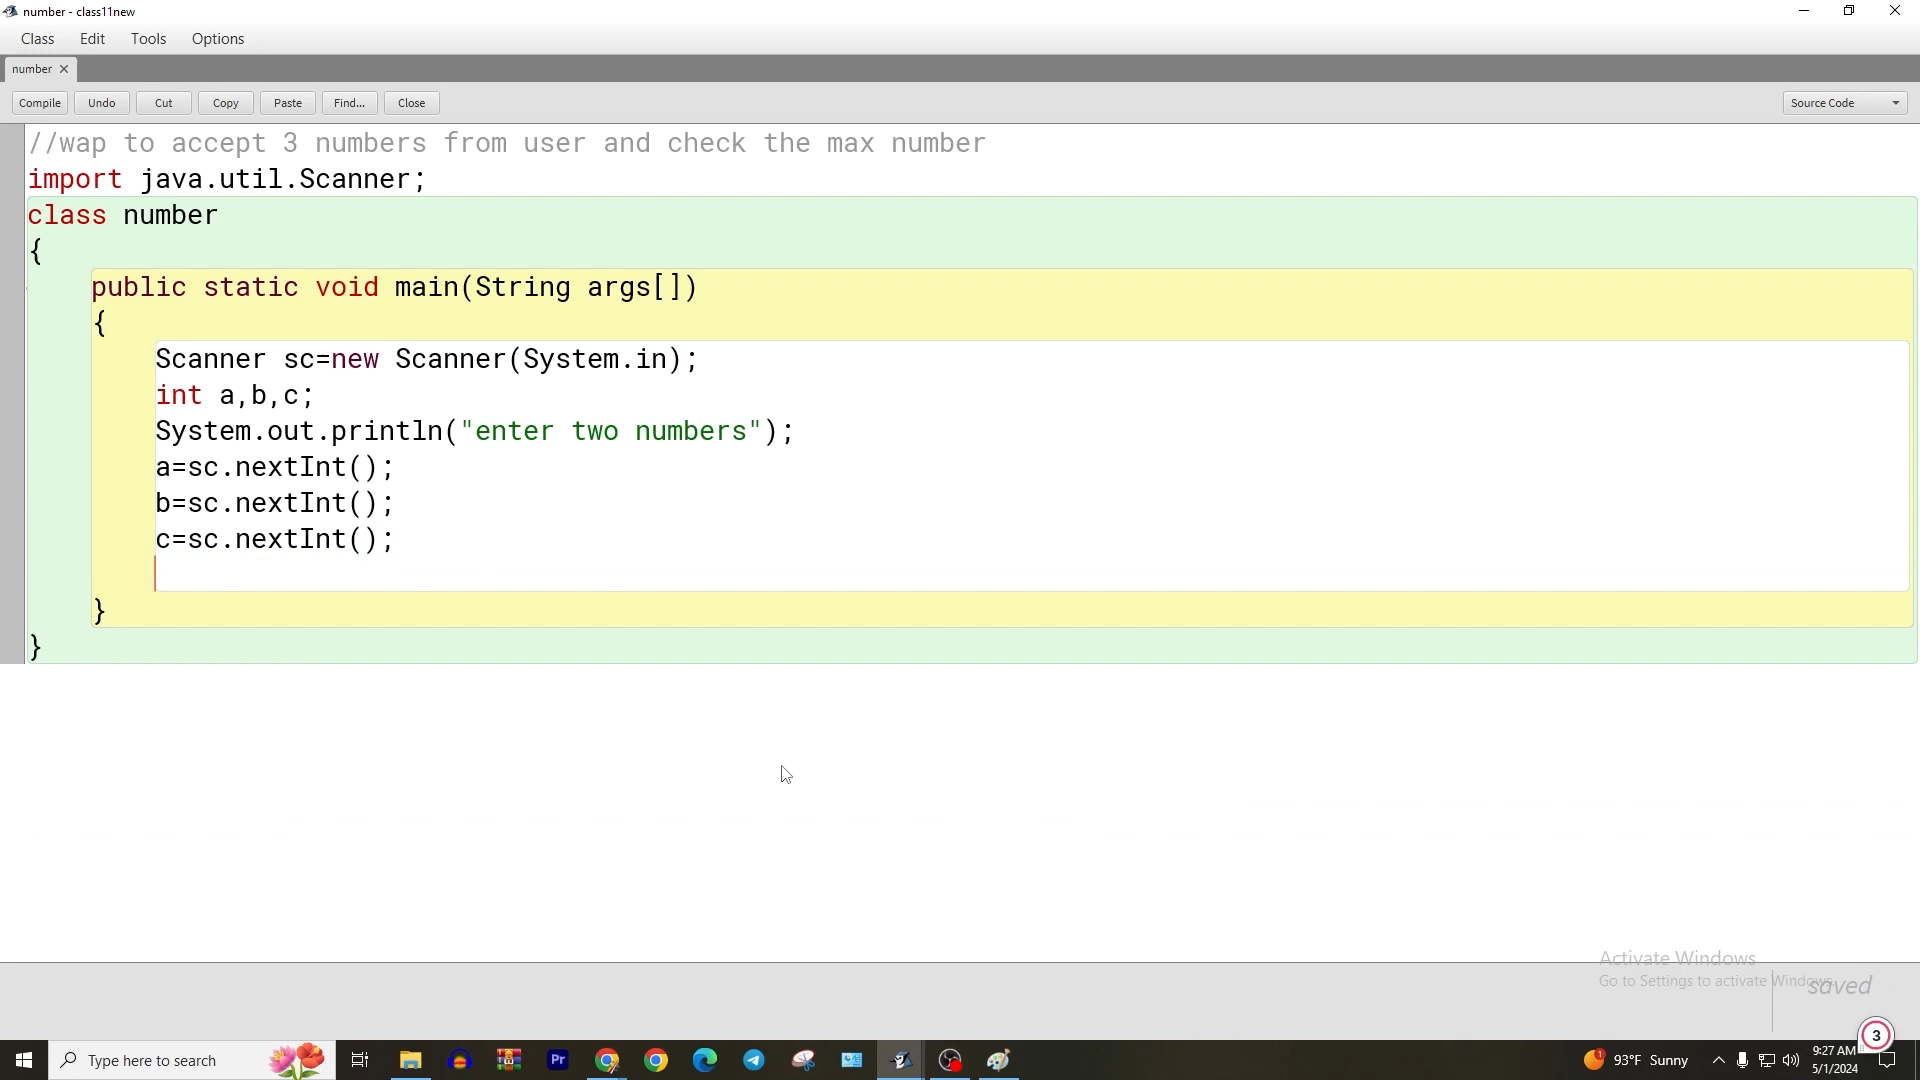 number - class11new
Class Edit Tools Options
number
Compile Undo Cut Copy Paste Find... Close Source Code
//wap to accept 3 numbers from user and check the max number
import java.util.Scanner;
class number
{
public static void main(String args[])
{
Scanner sc=new Scanner(System.in);
int a,b,c;
System.out.println("enter two numbers");
a=sc.nextInt();
b=sc.nextInt();
c=sc.nextInt();
}
}
Activate Windows
Go to Settings to activate Windows.
saved
3
Type here to search
Pr
1
93°F Sunny
9:27 AM
5/1/2024